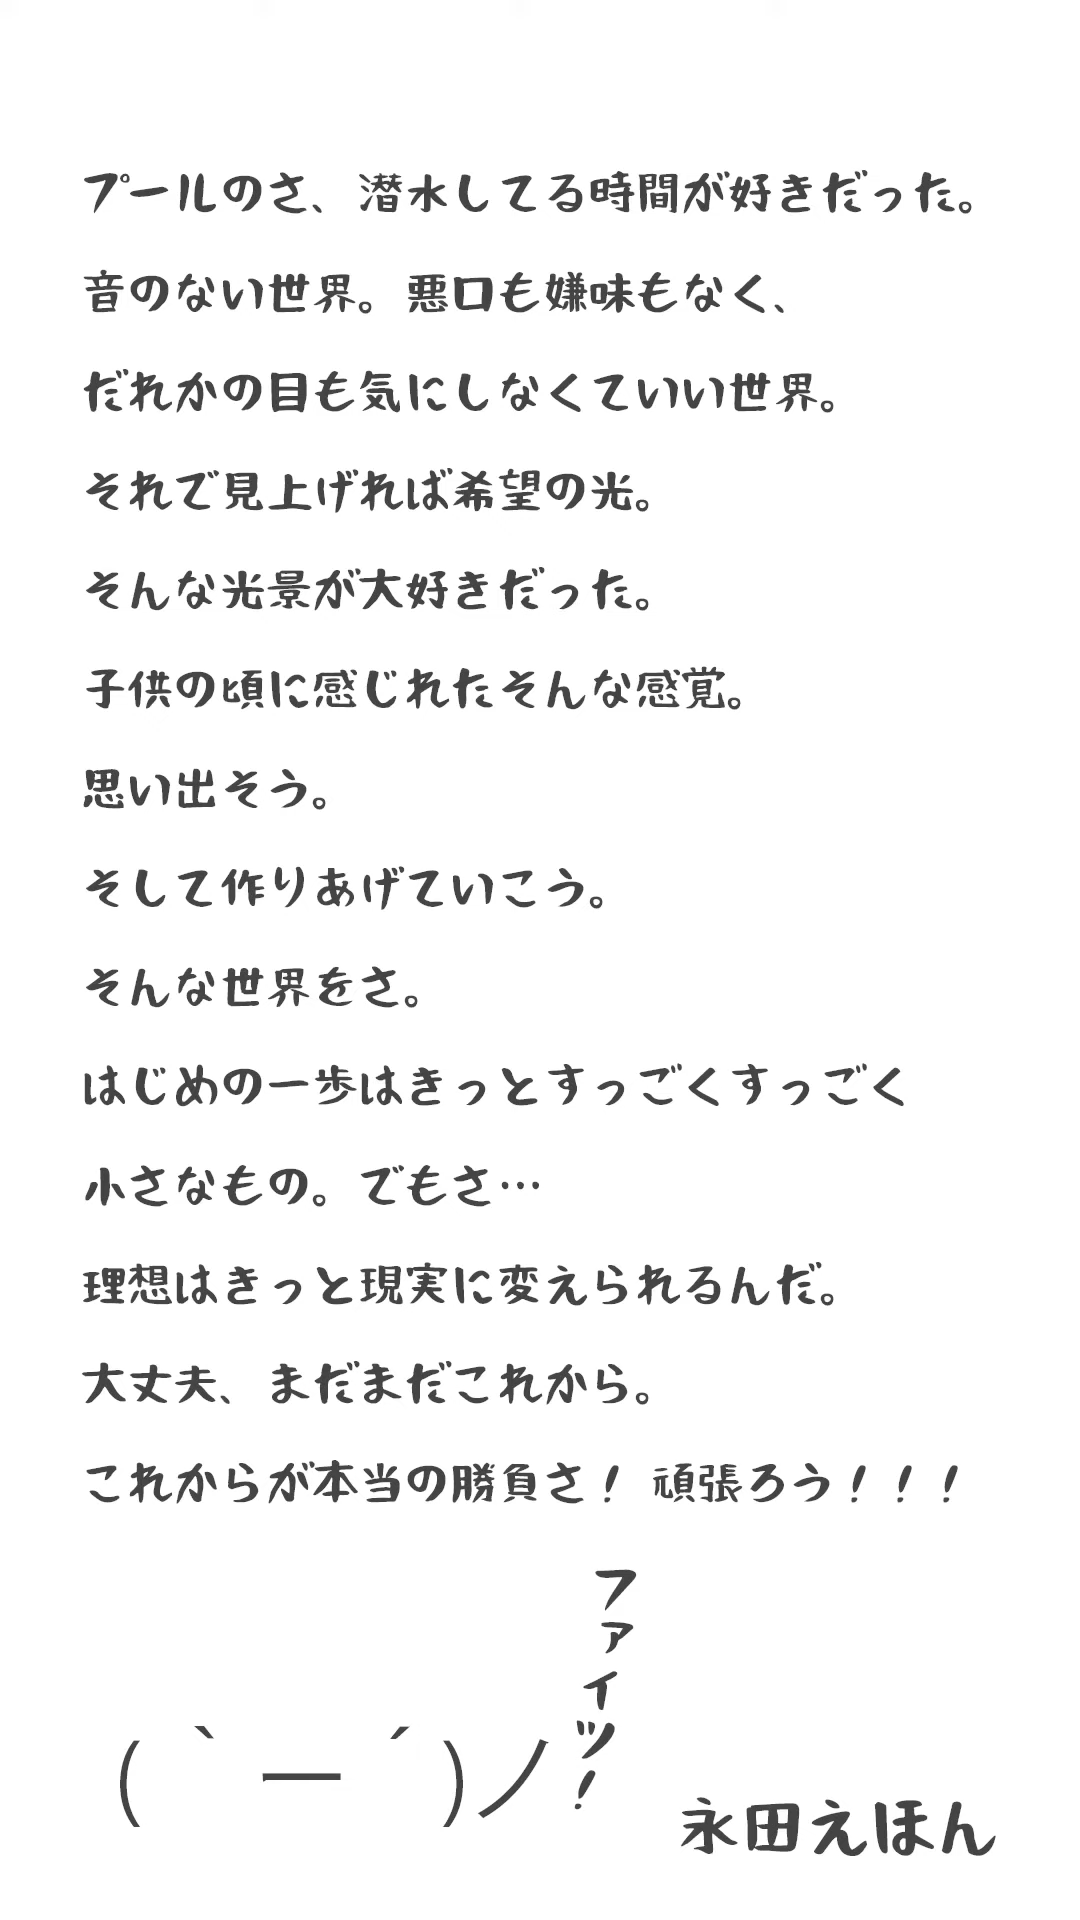 プールのさ、潜水してる時間が好きだった。
音のない世界。悪口も嫌味もなく、
だれかの目も気にしなくていい世界。
それで見上げれば希望の光。
そんな光景が大好きだった。
子供の頃に感じれたそんな感覚。
思い出そう。
そして作りあげていこう。
そんな世界をさ。
はじめの一歩はきっとすっごくすっごく
小さなもの。でもさ…
理想はきっと現実に変えられるんだ。
大丈夫、まだまだこれから。
これからが本当の勝負さ！ 頑張ろう！！！
ファイツ！
(｀ー´)ノ
永田えほん